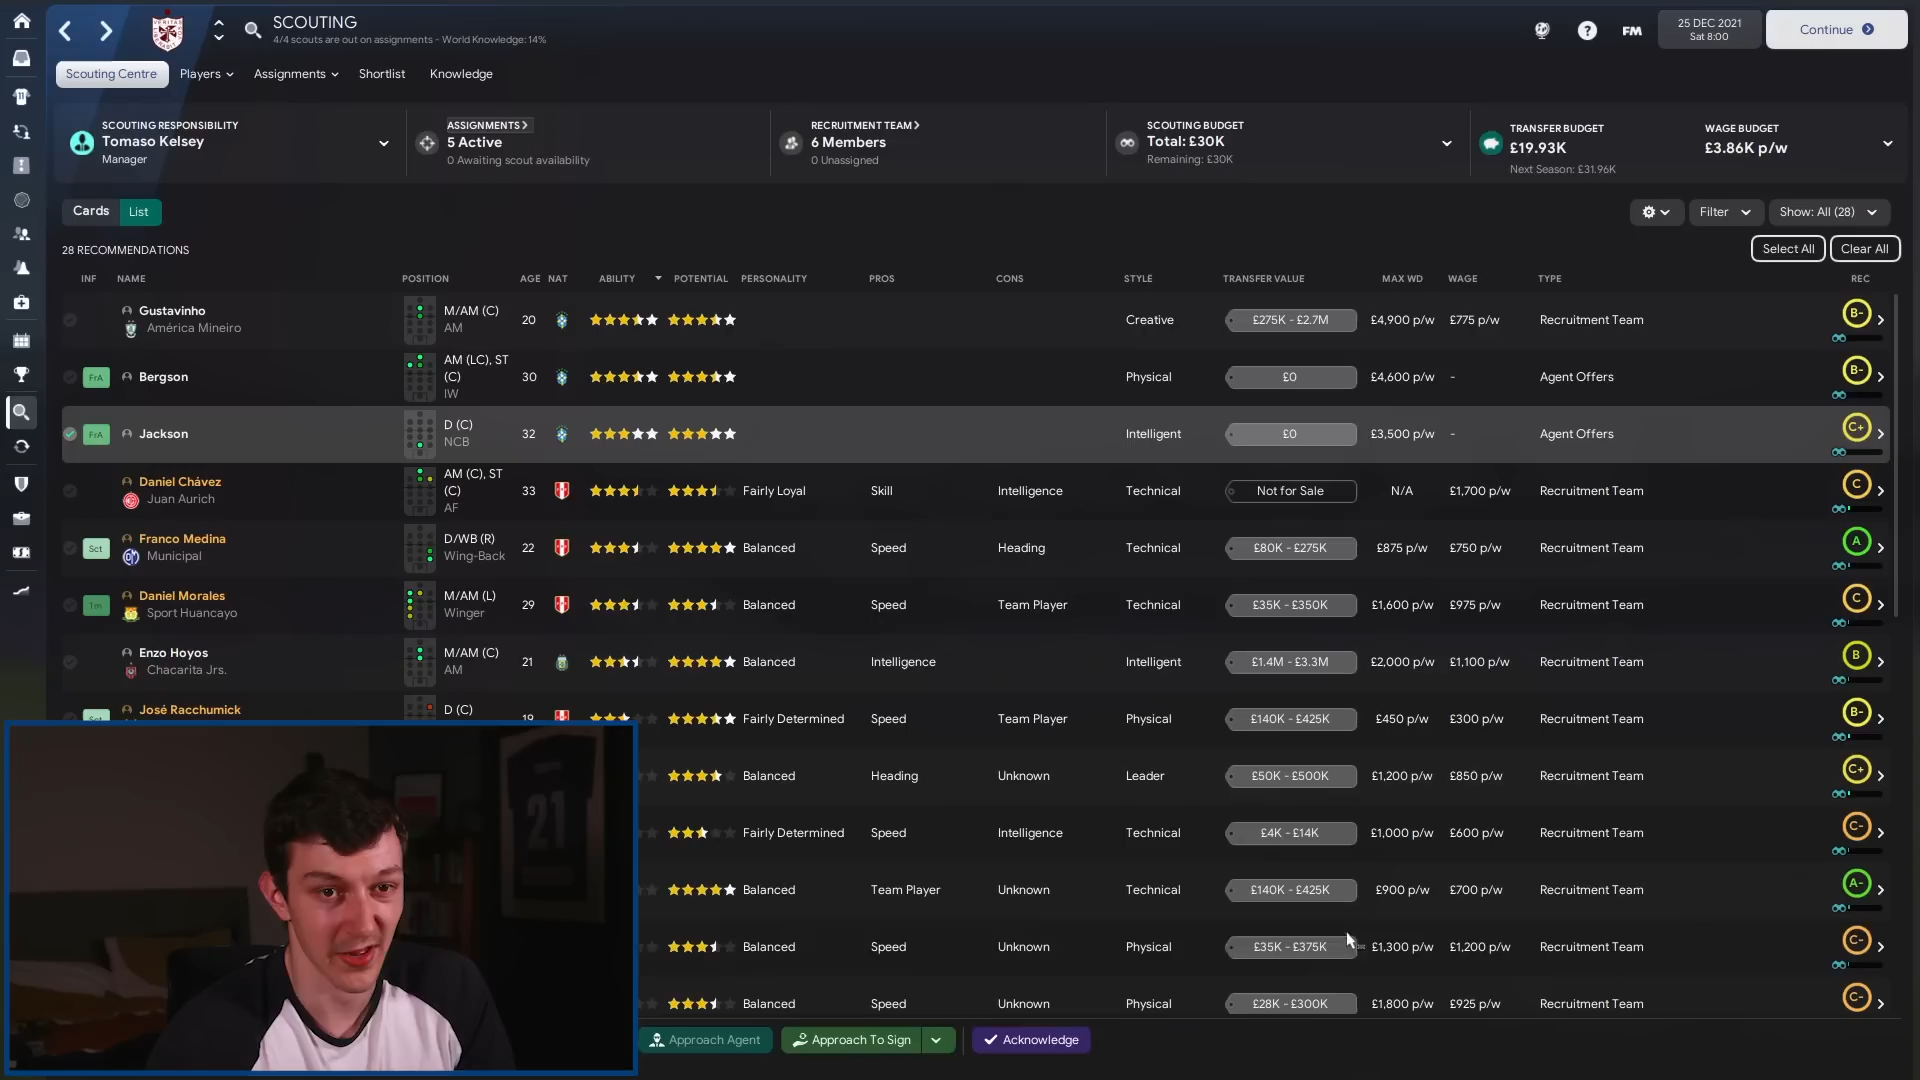 SCOUTING
4/4 scouts are out on assignments - World Knowledge: 14%
FM
25 DEC 2021
Sat 8:00
Continue
Scouting Centre Players Assignments Shortlist Knowledge
SCOUTING RESPONSIBILITY
Tomaso Kelsey
Manager
ASSIGNMENTS
5 Active
0 Awaiting scout availability
RECRUITMENT TEAM
6 Members
0 Unassigned
SCOUTING BUDGET
Total: £30K
Remaining: £30K
TRANSFER BUDGET
£19.93K
Next Season: £31.96K
WAGE BUDGET
£3.86K p/w
Cards List
Filter Show: All (28)
28 RECOMMENDATIONS
Select All Clear All
INF NAME POSITION AGE NAT ABILITY POTENTIAL PERSONALITY PROS CONS STYLE TRANSFER VALUE MAX WD WAGE TYPE REC
Gustavinho
América Mineiro
M/AM (C)
AM
20 Creative £275K - £2.7M £4,900 p/w £775 p/w Recruitment Team B-
FrA Bergson
AM (LC), ST
(C)
IW
30 Physical £0 £4,600 p/w - Agent Offers B-
FrA Jackson
D (C)
NCB
32 Intelligent £0 £3,500 p/w - Agent Offers C+
Daniel Chávez
Juan Aurich
AM (C), ST
(C)
AF
33 Fairly Loyal Skill Intelligence Technical Not for Sale N/A £1,700 p/w Recruitment Team C
Sct Franco Medina
Municipal
D/WB (R)
Wing-Back
22 Balanced Speed Heading Technical £80K - £275K £875 p/w £750 p/w Recruitment Team A
Trn Daniel Morales
Sport Huancayo
M/AM (L)
Winger
29 Balanced Speed Team Player Technical £35K - £350K £1,600 p/w £975 p/w Recruitment Team C
Enzo Hoyos
Chacarita Jrs.
M/AM (C)
AM
21 Balanced Intelligence Intelligent £1.4M - £3.3M £2,000 p/w £1,100 p/w Recruitment Team B
Sct José Racchumick
D (C)
19 Fairly Determined Speed Team Player Physical £140K - £425K £450 p/w £300 p/w Recruitment Team B-
Balanced Heading Unknown Leader £50K - £500K £1,200 p/w £850 p/w Recruitment Team C+
Fairly Determined Speed Intelligence Technical £4K - £14K £1,000 p/w £600 p/w Recruitment Team C-
Balanced Team Player Unknown Technical £140K - £425K £900 p/w £700 p/w Recruitment Team A-
Balanced Speed Unknown Physical £35K - £375K £1,300 p/w £1,200 p/w Recruitment Team C-
Balanced Speed Unknown Physical £28K - £300K £1,800 p/w £925 p/w Recruitment Team C-
21
Approach Agent Approach To Sign Acknowledge